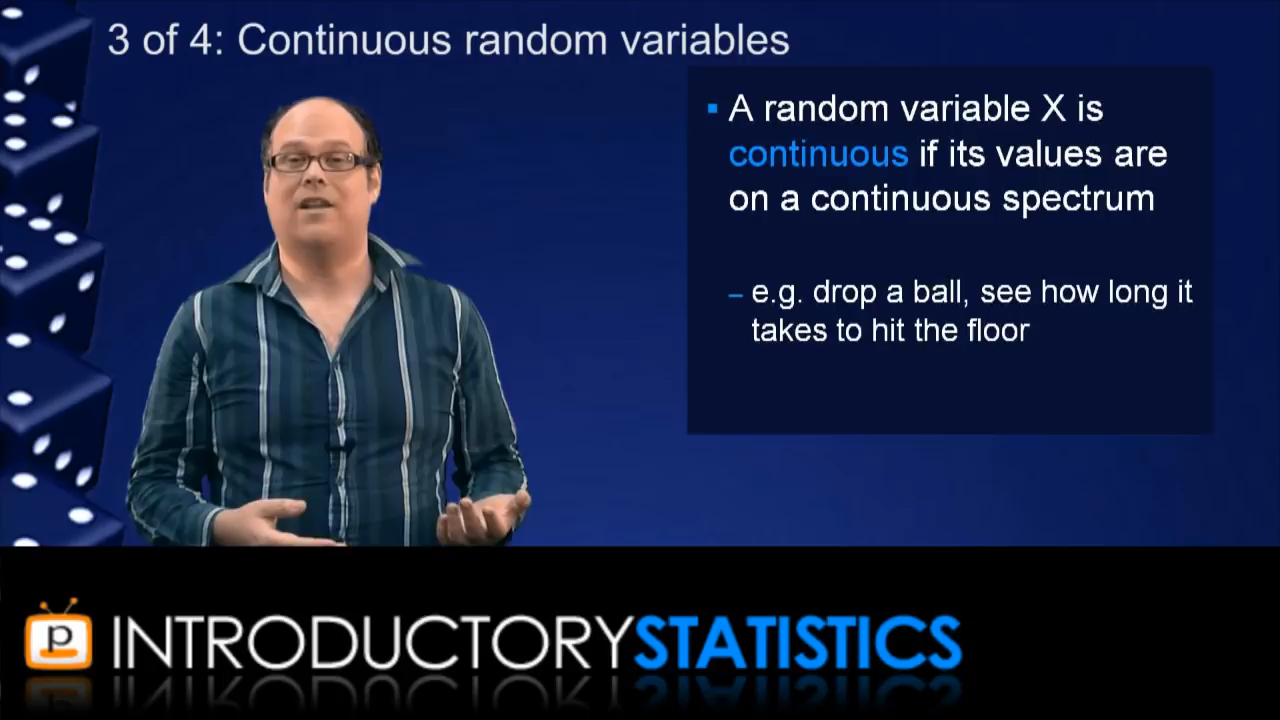 3 of 4: Continuous random variables
▪ A random variable X is
continuous if its values are
on a continuous spectrum
– e.g. drop a ball, see how long it
takes to hit the floor
p
INTRODUCTORYSTATISTICS